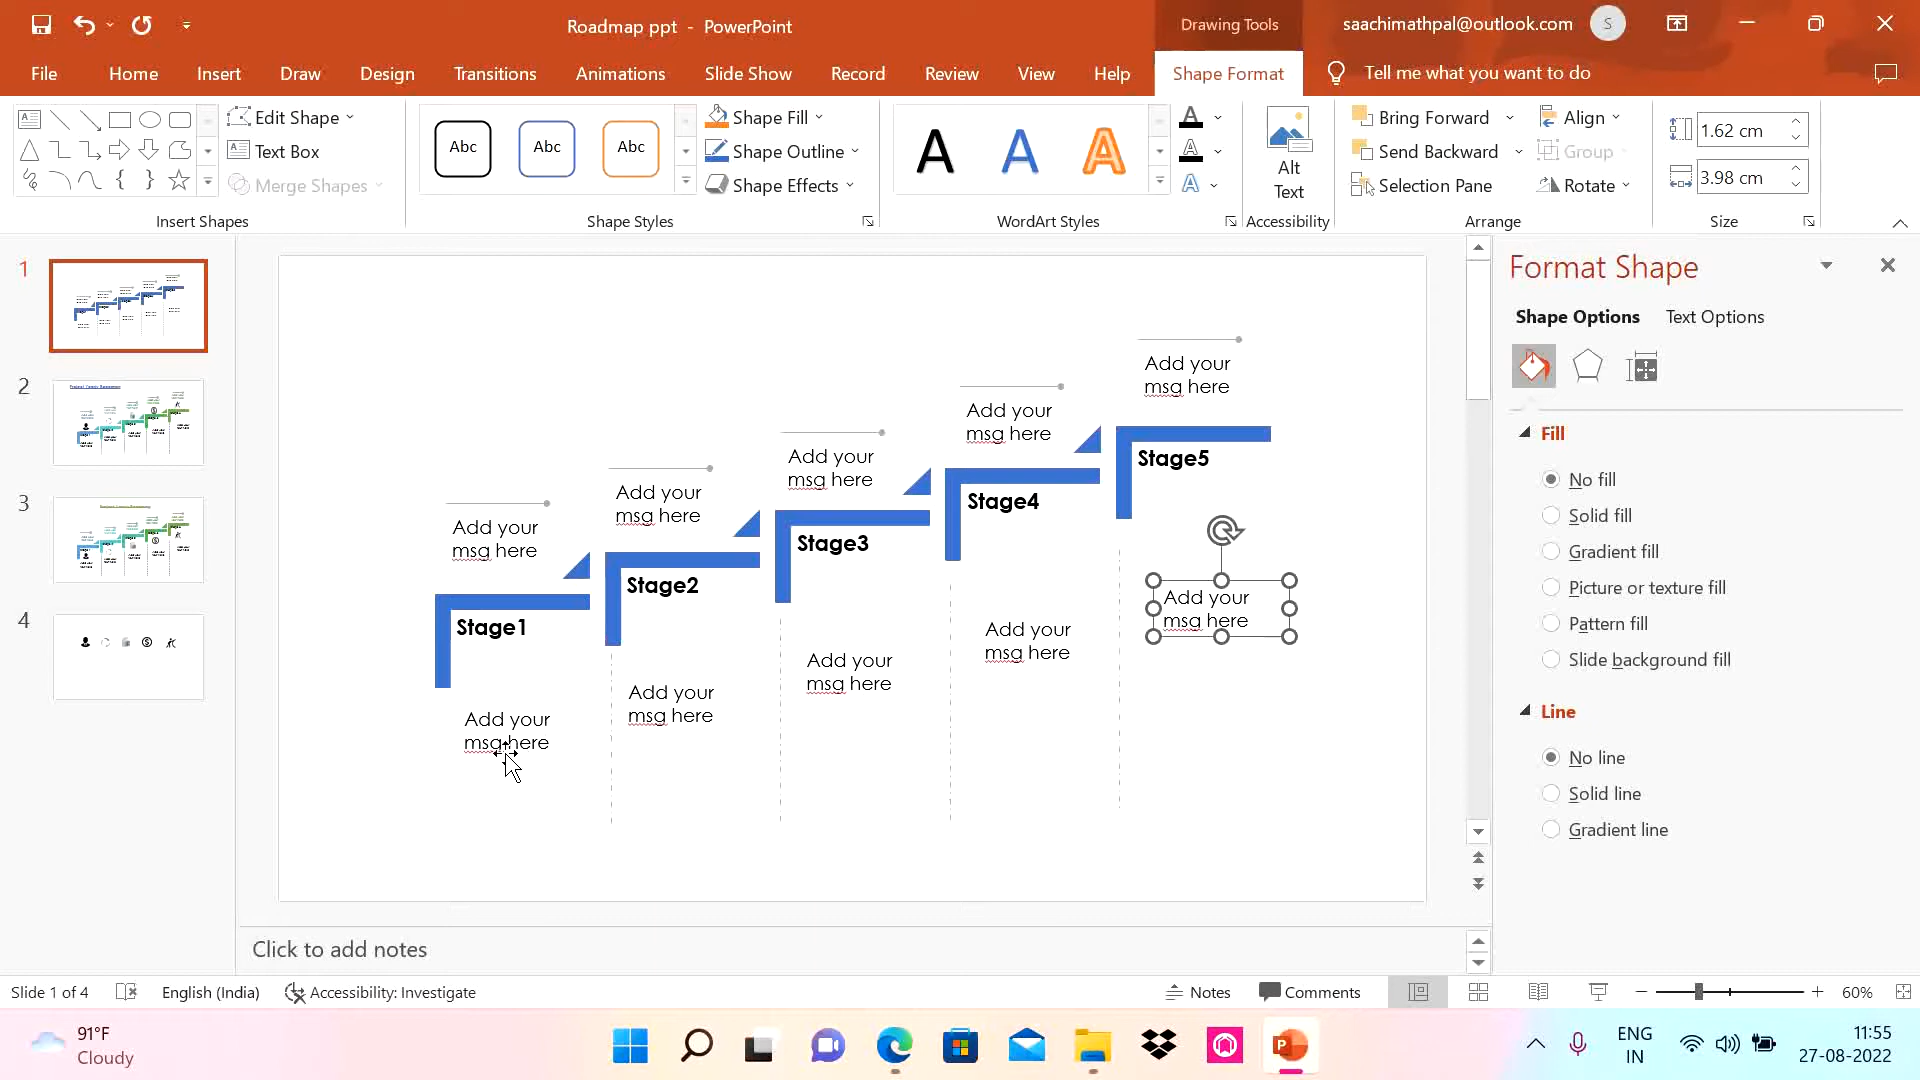 Roadmap ppt - PowerPoint
Drawing Tools
saachimathpal@outlook.com
S
File
Home
Insert
Draw
Design
Transitions
Animations
Slide Show
Record
Review
View
Help
Shape Format
Tell me what you want to do
Edit Shape
Text Box
Merge Shapes
Insert Shapes
Abc
Abc
Abc
Shape Fill
Shape Outline
Shape Effects
Shape Styles
A
A
A
A
A
A
WordArt Styles
Alt
Text
Accessibility
Bring Forward
Send Backward
Selection Pane
Align
Group
Rotate
Arrange
1.62 cm
3.98 cm
Size
1
2
3
4
Add your
msg here
Add your
msg here
Add your
msg here
Add your
msg here
Add your
msg here
Stage1
Stage2
Stage3
Stage4
Stage5
Add your
msg here
Add your
msg here
Add your
msg here
Add your
msg here
Add your
msg here
Format Shape
Shape Options
Text Options
Fill
No fill
Solid fill
Gradient fill
Picture or texture fill
Pattern fill
Slide background fill
Line
No line
Solid line
Gradient line
Click to add notes
Slide 1 of 4
English (India)
Accessibility: Investigate
Notes
Comments
60%
91°F
Cloudy
ENG
IN
11:55
27-08-2022